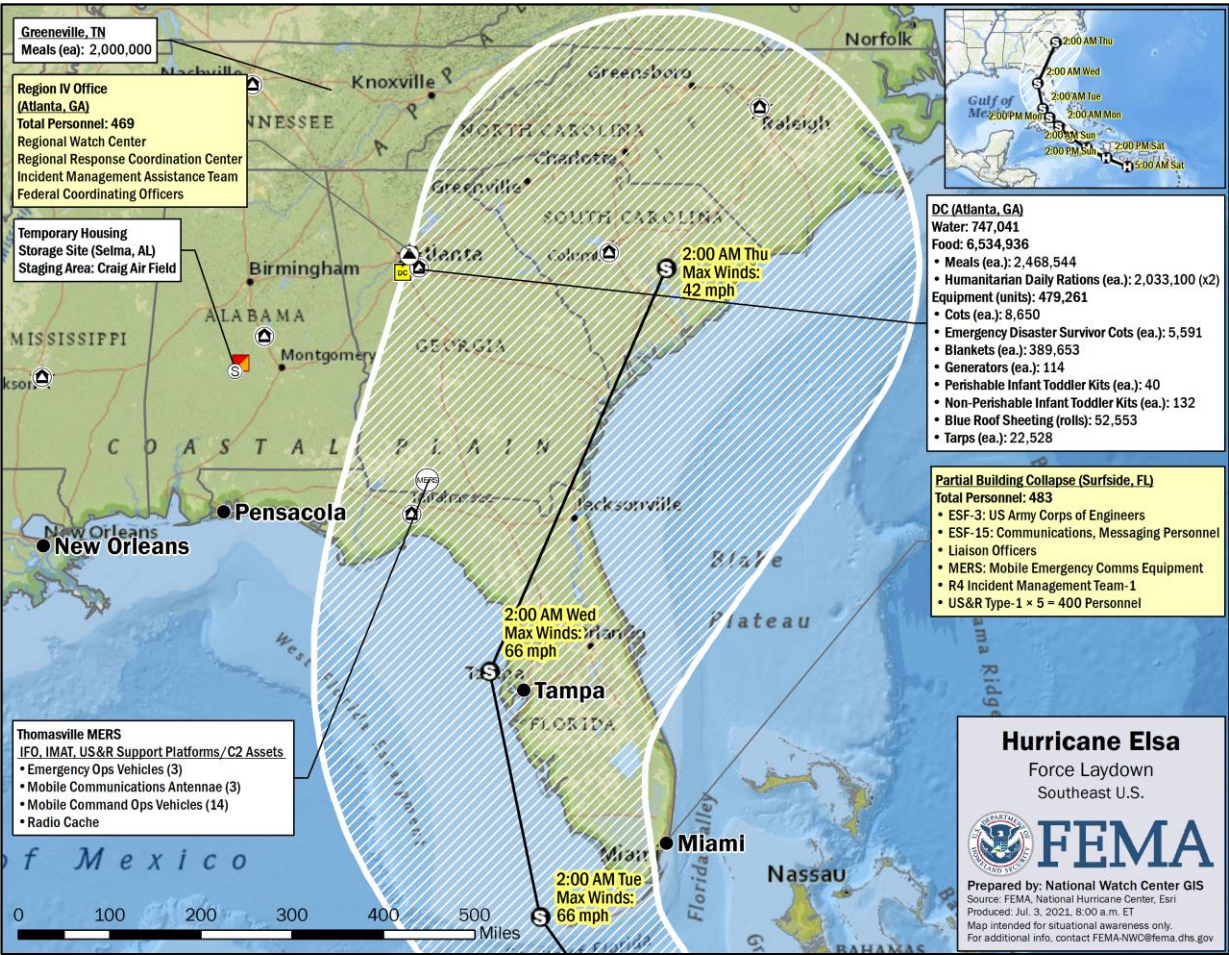 Greeneville, TN
Meals (ea): 2,000,000
Region IV Office
(Atlanta, GA)
Total Personnel: 469
Regional Watch Center
Regional Response Coordination Center
Incident Management Assistance Team
Federal Coordinating Officers
Temporary Housing
Storage Site (Selma, AL)
Staging Area: Craig Air Field
Nashville
Knoxville
Greensboro
Norfolk
Raleigh
NORTH CAROLINA
Charlotte
Greenville
SOUTH CAROLINA
Atlanta
DC
Birmingham
ALABAMA
MISSISSIPPI
Montgomery
GEORGIA
S
2:00 AM Thu
Max Winds:
42 mph
S
COASTAL PLAIN
MERS
Tallahassee
Jacksonville
Pensacola
New Orleans
New Orleans
Blake
Plateau
2:00 AM Wed
Max Winds:
66 mph
Orlando
S
Tampa
FLORIDA
West Florida Escarpment
Thomasville MERS
IFO, IMAT, US&R Support Platforms/C2 Assets
• Emergency Ops Vehicles (3)
• Mobile Communications Antennae (3)
• Mobile Command Ops Vehicles (14)
• Radio Cache
of Mexico
Miami
Miami
Nassau
BAHAMAS
2:00 AM Tue
Max Winds:
66 mph
S
of Florida
0 100 200 300 400 500
Miles
2:00 AM Thu
2:00 AM Wed
2:00 AM Tue
Gulf of
2:00 PM Mon
2:00 AM Mon
2:00 AM Sun
2:00 PM Sun
2:00 PM Sat
5:00 AM Sat
DC (Atlanta, GA)
Water: 747,041
Food: 6,534,936
• Meals (ea.): 2,468,544
• Humanitarian Daily Rations (ea.): 2,033,100 (x2)
Equipment (units): 479,261
• Cots (ea.): 8,650
• Emergency Disaster Survivor Cots (ea.): 5,591
• Blankets (ea.): 389,653
• Generators (ea.): 114
• Perishable Infant Toddler Kits (ea.): 40
• Non-Perishable Infant Toddler Kits (ea.): 132
• Blue Roof Sheeting (rolls): 52,553
• Tarps (ea.): 22,528
Partial Building Collapse (Surfside, FL)
Total Personnel: 483
• ESF-3: US Army Corps of Engineers
• ESF-15: Communications, Messaging Personnel
• Liaison Officers
• MERS: Mobile Emergency Comms Equipment
• R4 Incident Management Team-1
• US&R Type-1 × 5 = 400 Personnel
Hurricane Elsa
Force Laydown
Southeast U.S.
FEMA
Prepared by: National Watch Center GIS
Source: FEMA, National Hurricane Center, Esri
Produced: Jul. 3, 2021, 8:00 a.m. ET
Map intended for situational awareness only.
For additional info, contact FEMA-NWC@fema.dhs.gov